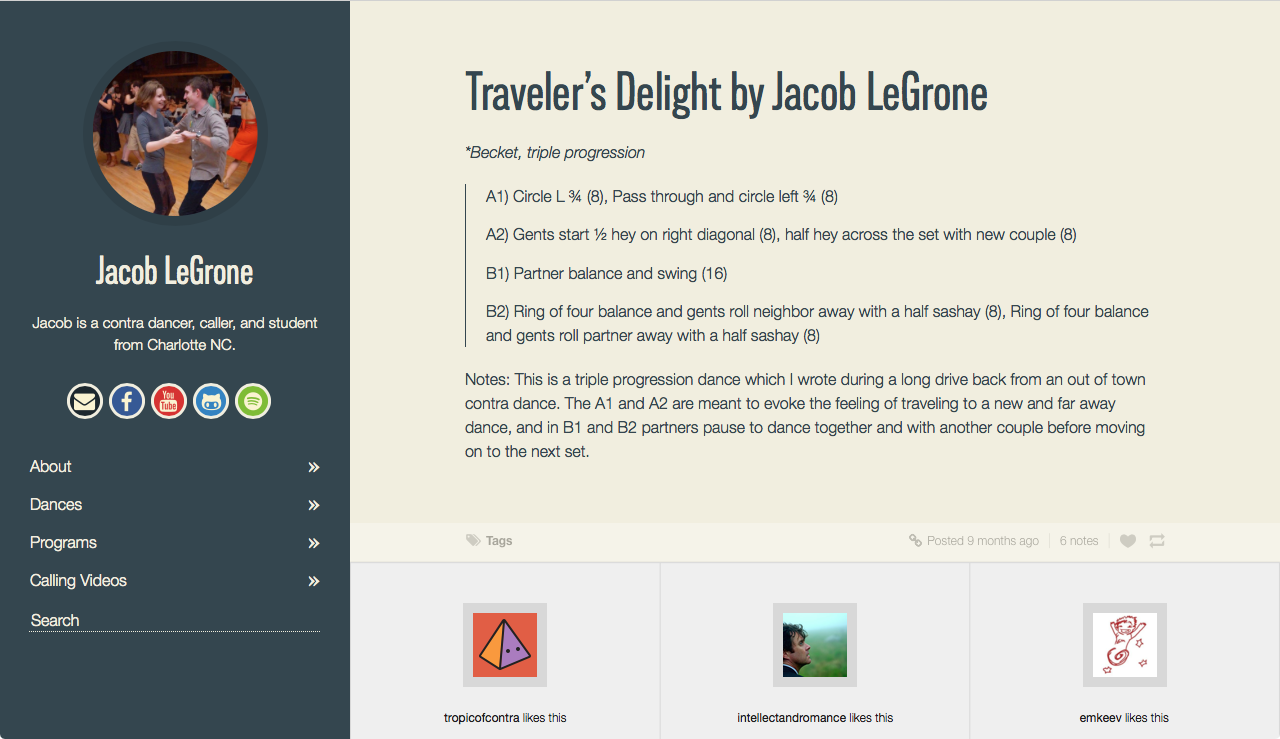 Jacob LeGrone
Jacob is a contra dancer, caller, and student
from Charlotte NC.
You
Tube
About
Dances
Programs
Calling Videos
Search
Traveler’s Delight by Jacob LeGrone
*Becket, triple progression
A1) Circle L ¾ (8), Pass through and circle left ¾ (8)
A2) Gents start ½ hey on right diagonal (8), half hey across the set with new couple (8)
B1) Partner balance and swing (16)
B2) Ring of four balance and gents roll neighbor away with a half sashay (8), Ring of four balance
and gents roll partner away with a half sashay (8)
Notes: This is a triple progression dance which I wrote during a long drive back from an out of town
contra dance. The A1 and A2 are meant to evoke the feeling of traveling to a new and far away
dance, and in B1 and B2 partners pause to dance together and with another couple before moving
on to the next set.
Tags
Posted 9 months ago
6 notes
tropicofcontra likes this
intellectandromance likes this
emkeev likes this